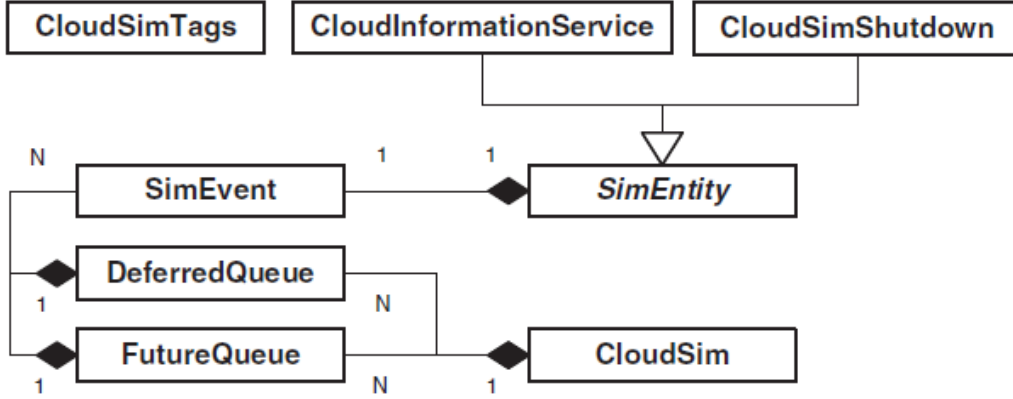 CloudSimTags
CloudInformationService
CloudSimShutdown
N
1
1
SimEvent
SimEntity
DeferredQueue
1
N
FutureQueue
CloudSim
1
N
1